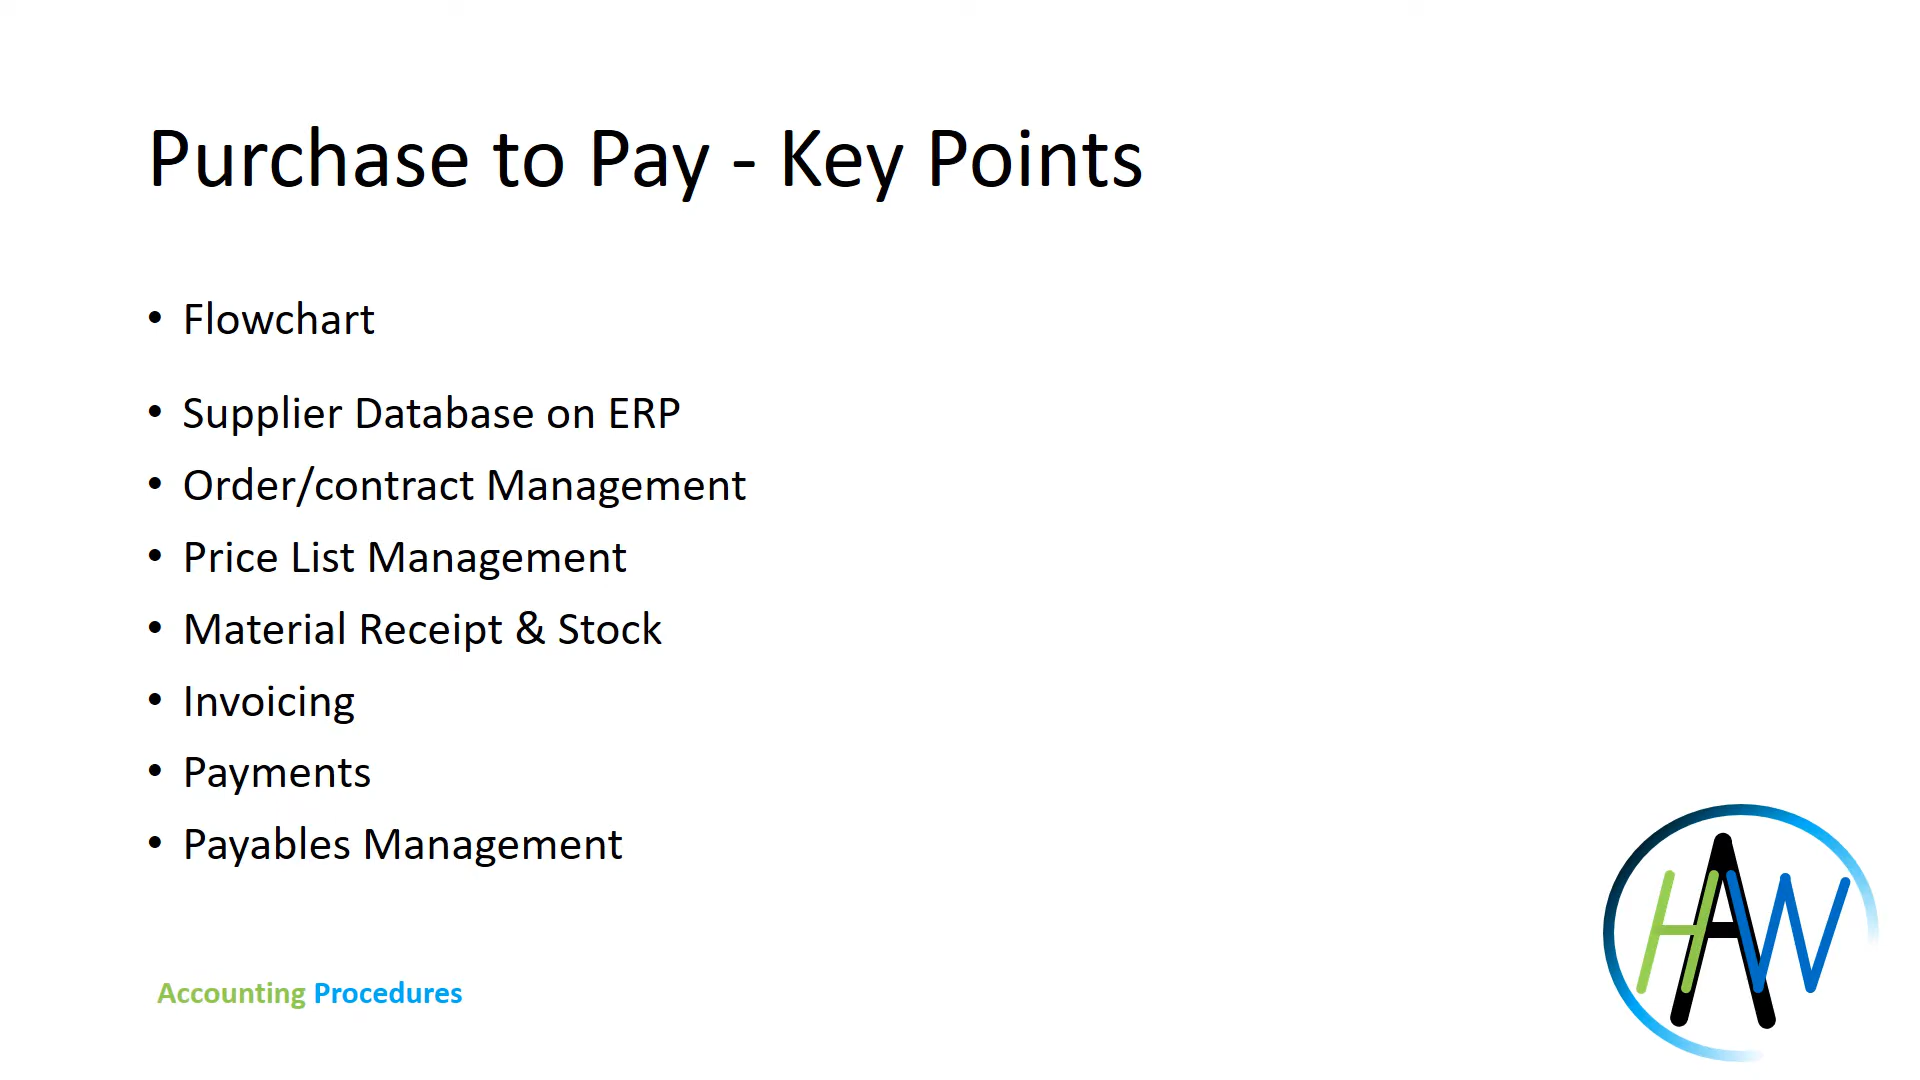 Purchase to Pay - Key Points
• Flowchart
• Supplier Database on ERP
• Order/contract Management
• Price List Management
• Material Receipt & Stock
• Invoicing
• Payments
• Payables Management
Accounting Procedures
HAW